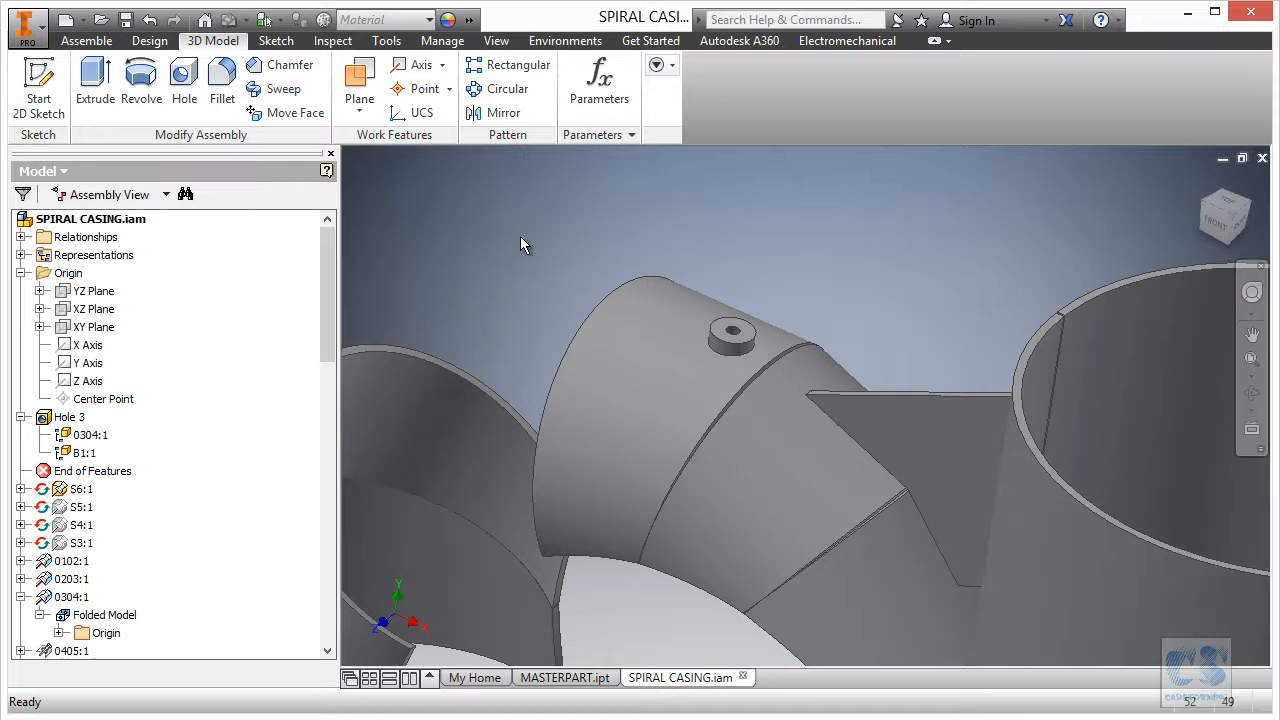 Material
SPIRAL CASI...
Search Help & Commands...
Sign In
PRO
Assemble
Design
3D Model
Sketch
Inspect
Tools
Manage
View
Environments
Get Started
Autodesk A360
Electromechanical
Start
2D Sketch
Extrude
Revolve
Hole
Fillet
Chamfer
Sweep
Move Face
Plane
Axis
Point
UCS
Rectangular
Circular
Mirror
fx
Parameters
Sketch
Modify Assembly
Work Features
Pattern
Parameters
Model
Assembly View
SPIRAL CASING.iam
Relationships
Representations
Origin
YZ Plane
XZ Plane
XY Plane
X Axis
Y Axis
Z Axis
Center Point
Hole 3
0304:1
B1:1
End of Features
S6:1
S5:1
S4:1
S3:1
0102:1
0203:1
0304:1
Folded Model
Origin
0405:1
TOP
FRONT
Y
X
Z
My Home
MASTERPART.ipt
SPIRAL CASING.iam
Ready
52
49